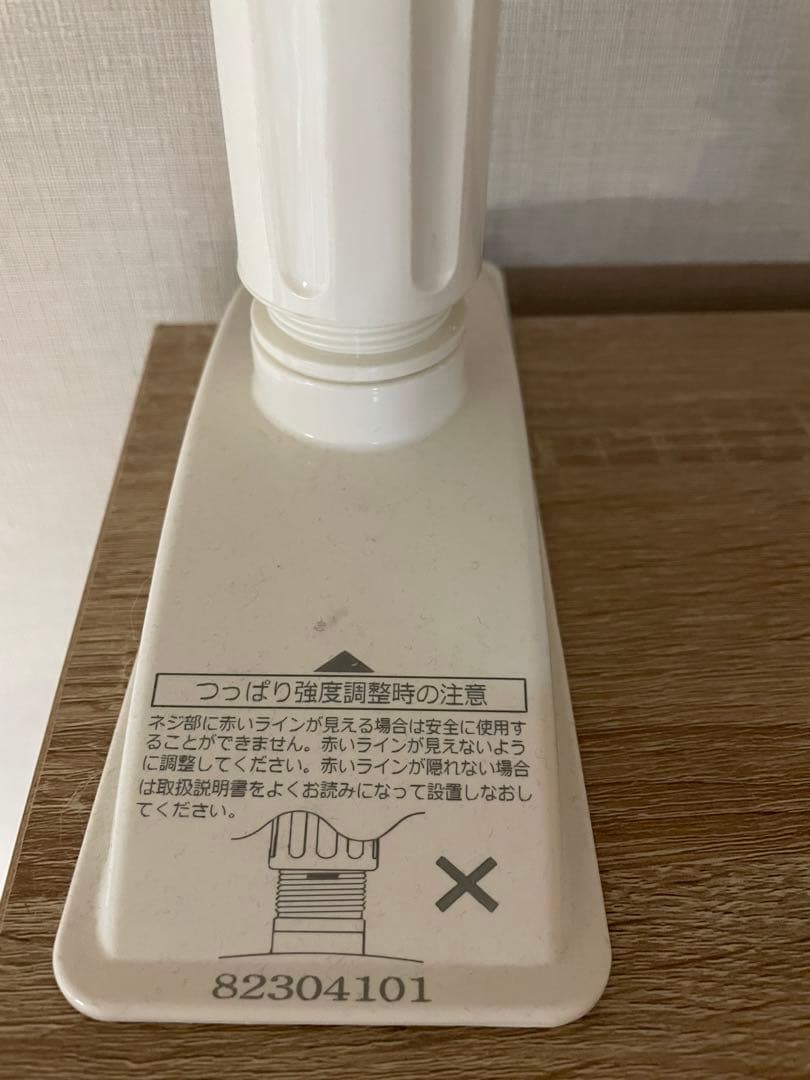 つっぱり強度調整時の注意
ネジ部に赤いラインが見える場合は安全に使用す
ることができません。赤いラインが見えないよう
に調整してください。赤いラインが隠れない場合
は取扱説明書をよくお読みになって設置しなおし
てください。
82304101